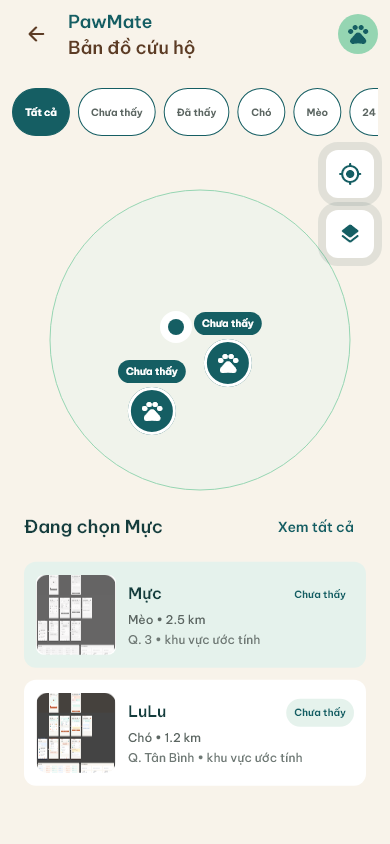 PawMate
Bản đồ cứu hộ
Tất cả
Chưa thấy
Đã thấy
Chó
Mèo
24
Chưa thấy
Chưa thấy
Đang chọn Mực
Xem tất cả
Mực
Chưa thấy
Mèo • 2.5 km
Q. 3 • khu vực ước tính
LuLu
Chưa thấy
Chó • 1.2 km
Q. Tân Bình • khu vực ước tính